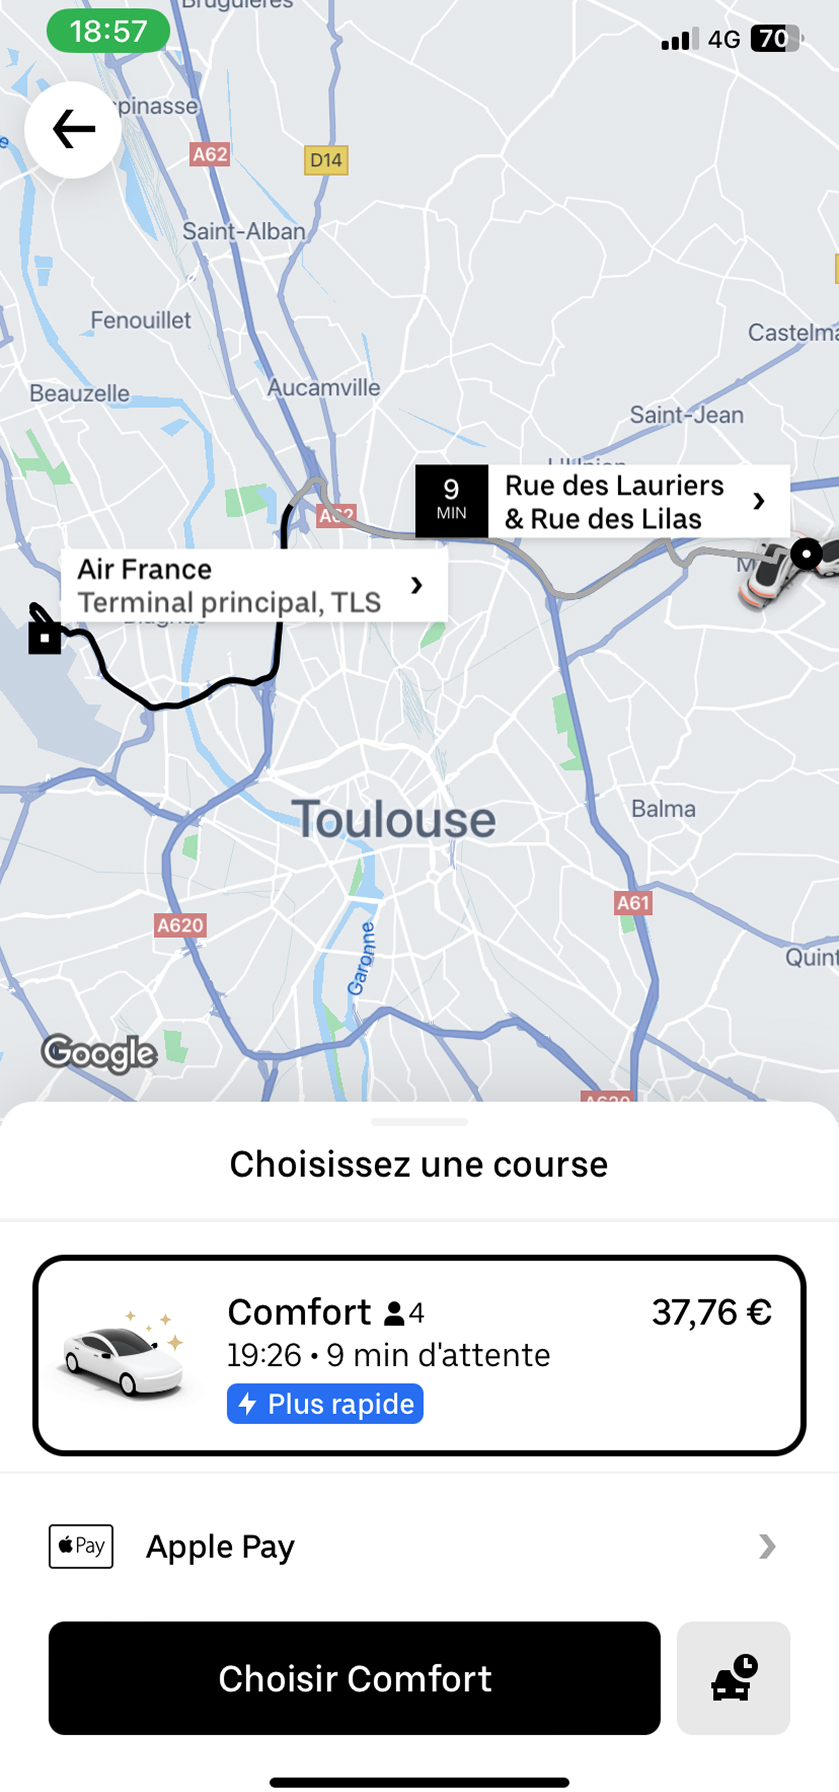 Bruguières
18:57
4G
70
A62
D14
Saint-Alban
Fenouillet
Castelma
Beauzelle
Aucamville
Saint-Jean
9
MIN
Rue des Lauriers
& Rue des Lilas
A62
Air France
Terminal principal, TLS
Toulouse
Balma
A61
A620
Quint
Garonne
Google
A620
Choisissez une course
Comfort 4
37,76 €
19:26 • 9 min d'attente
Plus rapide
Pay
Apple Pay
Choisir Comfort